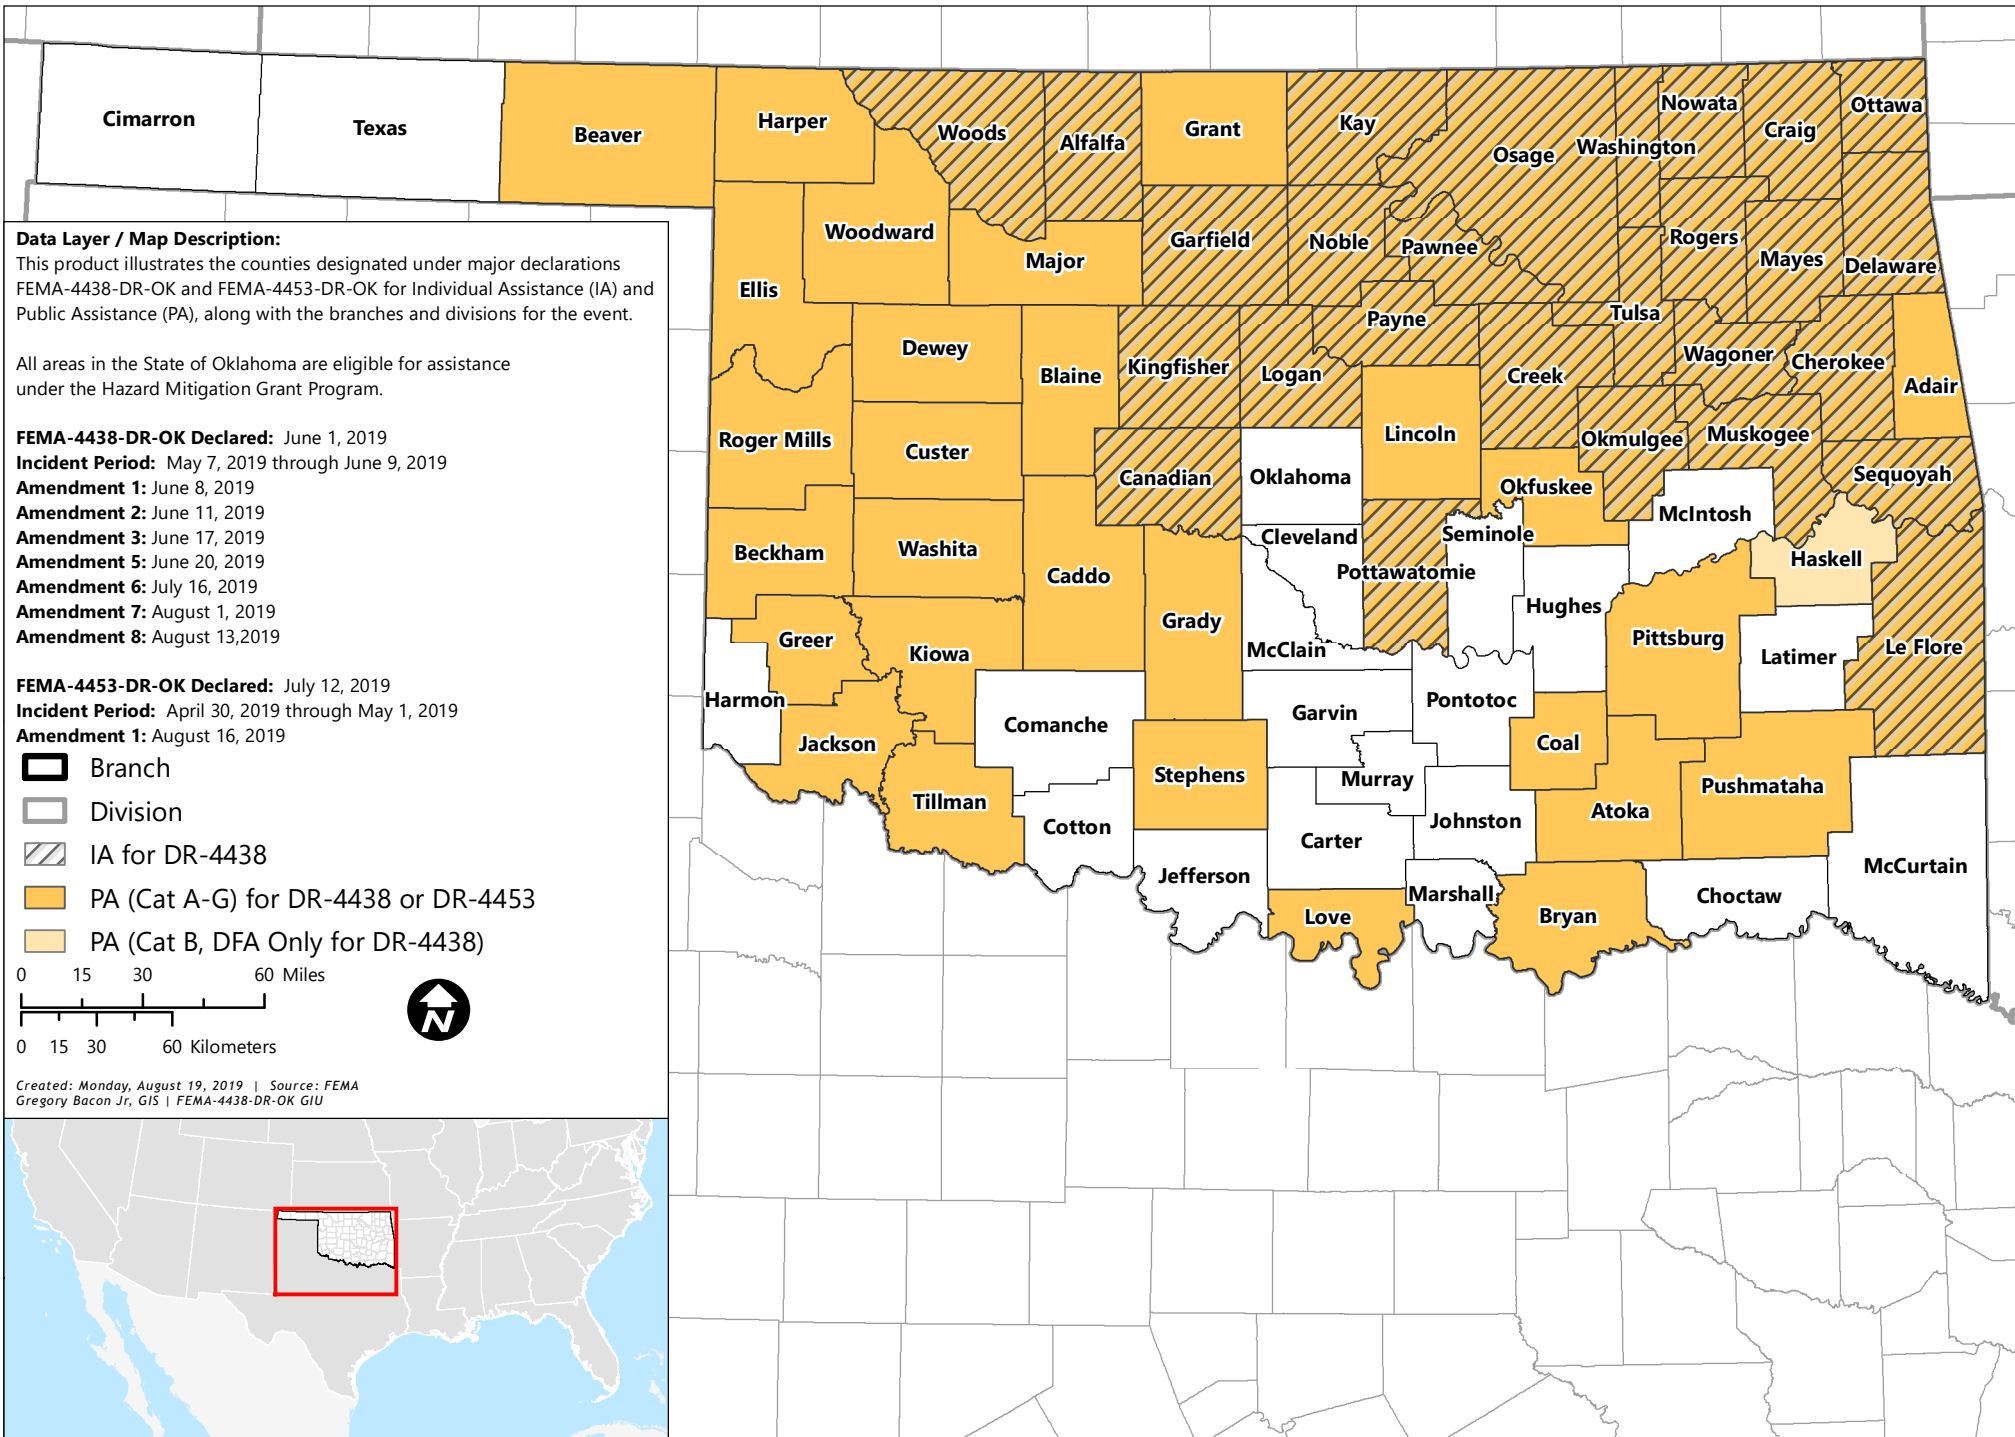 Cimarron
Texas
Beaver
Harper
Woods
Alfalfa
Grant
Kay
Osage
Washington
Nowata
Craig
Ottawa
Ellis
Woodward
Major
Garfield
Noble
Pawnee
Rogers
Mayes
Delaware
Dewey
Blaine
Kingfisher
Logan
Payne
Creek
Tulsa
Wagoner
Cherokee
Adair
Roger Mills
Custer
Canadian
Oklahoma
Lincoln
Okfuskee
Okmulgee
Muskogee
Sequoyah
Beckham
Washita
Caddo
Grady
Cleveland
Pottawatomie
Seminole
McIntosh
Haskell
Greer
Kiowa
McClain
Hughes
Pittsburg
Latimer
Le Flore
Harmon
Jackson
Comanche
Garvin
Pontotoc
Coal
Tillman
Stephens
Murray
Johnston
Atoka
Pushmataha
Cotton
Carter
Jefferson
Love
Marshall
Bryan
Choctaw
McCurtain
Data Layer / Map Description:
This product illustrates the counties designated under major declarations
FEMA-4438-DR-OK and FEMA-4453-DR-OK for Individual Assistance (IA) and
Public Assistance (PA), along with the branches and divisions for the event.
All areas in the State of Oklahoma are eligible for assistance
under the Hazard Mitigation Grant Program.
FEMA-4438-DR-OK Declared: June 1, 2019
Incident Period: May 7, 2019 through June 9, 2019
Amendment 1: June 8, 2019
Amendment 2: June 11, 2019
Amendment 3: June 17, 2019
Amendment 5: June 20, 2019
Amendment 6: July 16, 2019
Amendment 7: August 1, 2019
Amendment 8: August 13,2019
FEMA-4453-DR-OK Declared: July 12, 2019
Incident Period: April 30, 2019 through May 1, 2019
Amendment 1: August 16, 2019
Branch
Division
IA for DR-4438
PA (Cat A-G) for DR-4438 or DR-4453
PA (Cat B, DFA Only for DR-4438)
0 15 30 60 Miles
0 15 30 60 Kilometers
N
Created: Monday, August 19, 2019 | Source: FEMA
Gregory Bacon Jr, GIS | FEMA-4438-DR-OK GIU